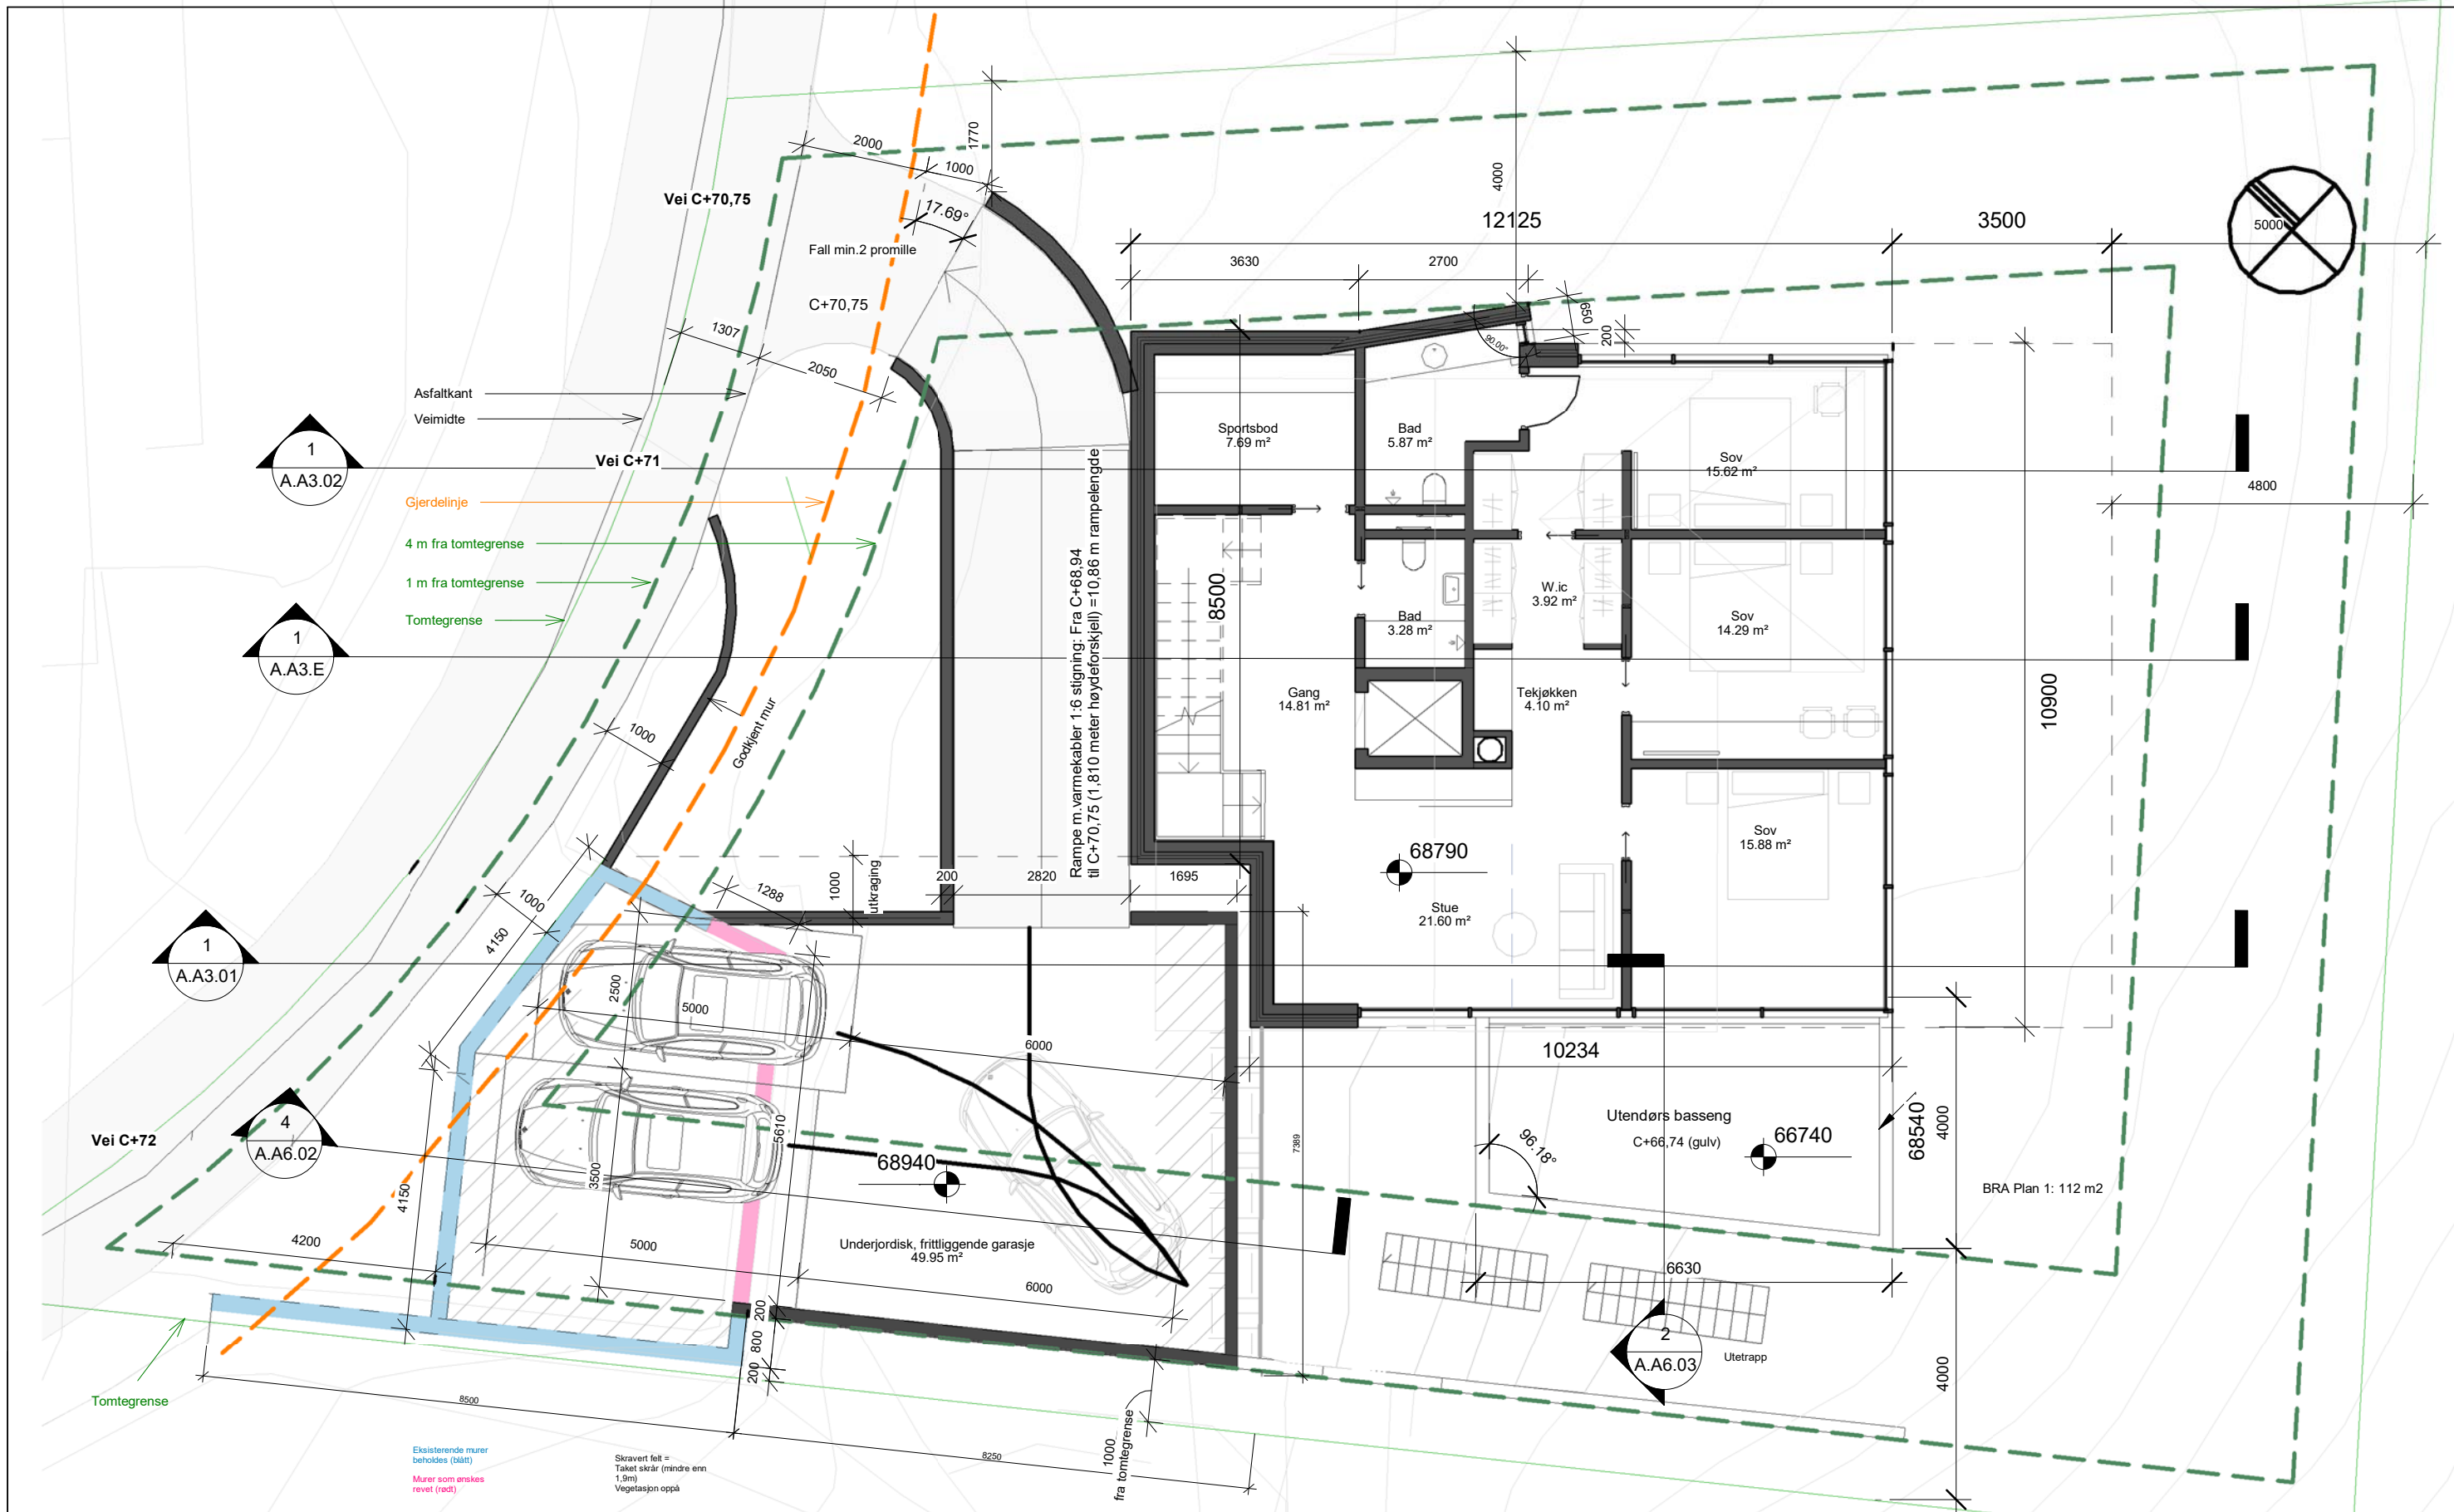 2000
1770
1000
4000
Vei C+70,75
17.69°
12125
3500
5000
Fall min.2 promille
3630
2700
C+70,75
650
200
1307
90.00°
2050
Asfaltkant
Veimidte
1
A.A3.02
Vei C+71
Sportsbod
7.69 m²
Bad
5.87 m²
Sov
15.62 m²
4800
Gjerdelinje
4 m fra tomtegrense
1 m fra tomtegrense
Tomtegrense
Rampe m.varmekabler 1:6 stigning: Fra C+68,94
til C+70,75 (1,810 meter høydeforskjell) =10,86 m rampelengde
8500
W.ic
3.92 m²
Bad
3.28 m²
Sov
14.29 m²
1
A.A3.E
Gang
14.81 m²
Tekjøkken
4.10 m²
10900
1000
Godkjent mur
Sov
15.88 m²
68790
200
2820
1695
1288
1000
utkraging
1000
Stue
21.60 m²
4150
1
A.A3.01
2500
5000
6000
10234
Utendørs basseng
C+66,74 (gulv)
66740
68540
4000
96.18°
4
A.A6.02
Vei C+72
5610
7389
68940
3500
4150
BRA Plan 1: 112 m2
4200
5000
Underjordisk, frittliggende garasje
49.95 m²
6000
6630
200
800
200
2
A.A6.03
Utetrapp
4000
Tomtegrense
8500
8250
1000
fra tomtegrense
Eksisterende murer
beholdes (blått)
Murer som ønskes
revet (rødt)
Skravert felt =
Taket skrår (mindre enn
1,9m)
Vegetasjon oppå